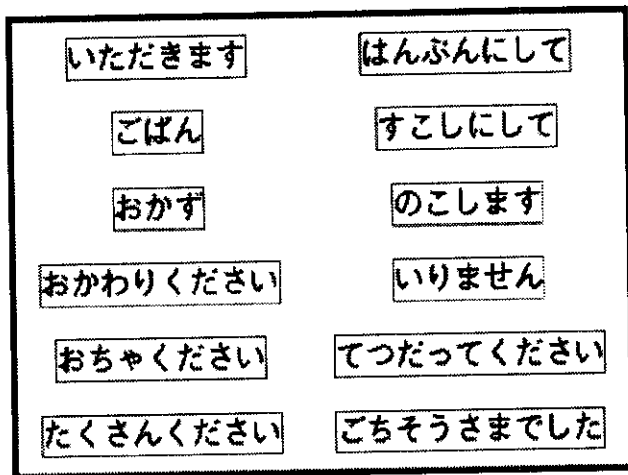 いただきます
ごはん
おかず
おかわりください
おちゃください
たくさんください
はんぶんにして
すこしにして
のこします
いりません
てつだってください
ごちそうさまでした